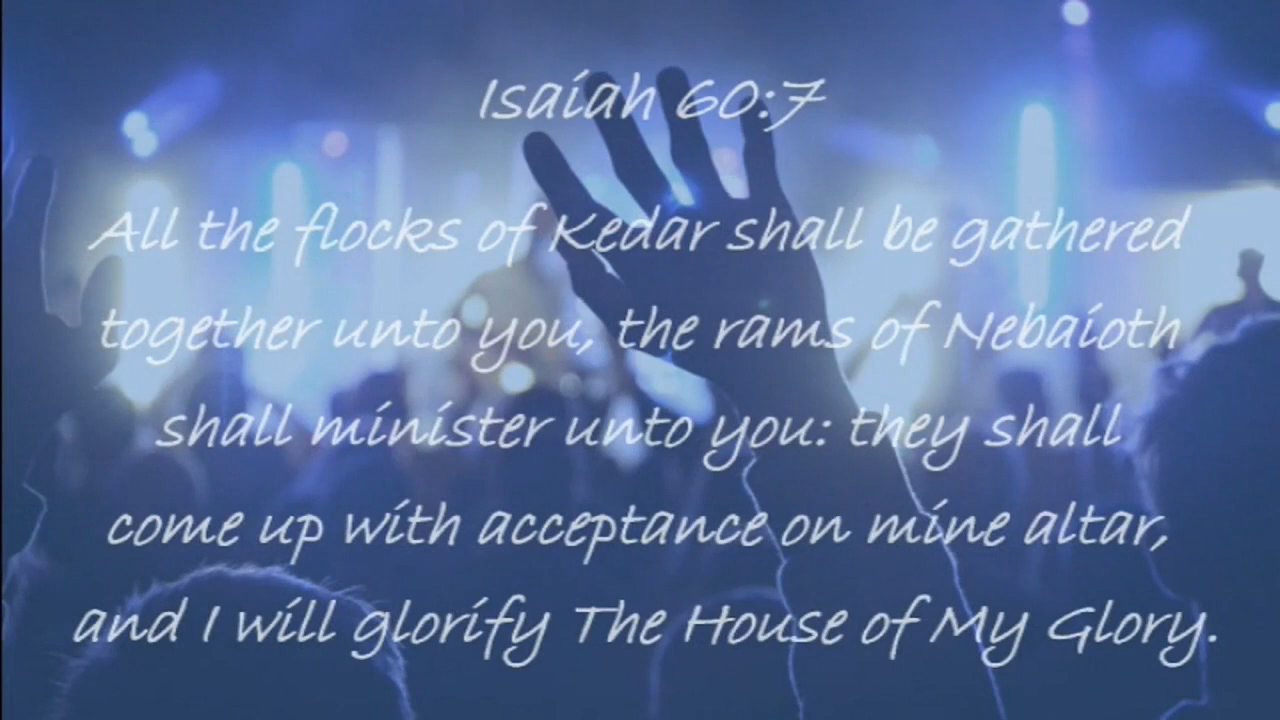 Isaiah 60:7
All the flocks of Kedar shall be gathered
together unto you, the rams of Nebaioth
shall minister unto you: they shall
come up with acceptance on mine altar,
and I will glorify The House of My Glory.